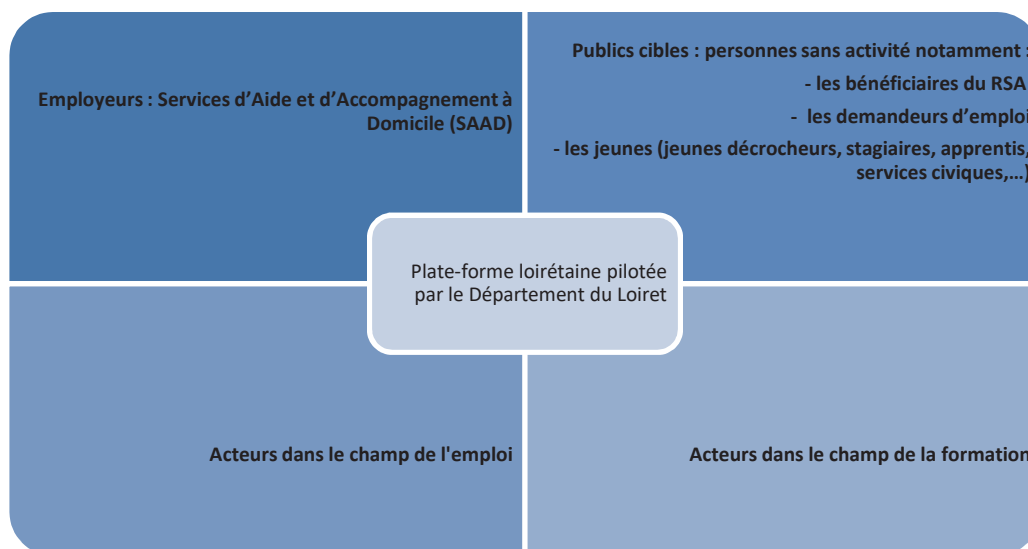 Employeurs : Services d'Aide et d'Accompagnement à
Domicile (SAAD)
Publics cibles : personnes sans activité notamment :
- les bénéficiaires du RSA
- les demandeurs d'emploi
- les jeunes (jeunes décrocheurs, stagiaires, apprentis,
services civiques,...)
Plate-forme loirétaine pilotée
par le Département du Loiret
Acteurs dans le champ de l'emploi
Acteurs dans le champ de la formation